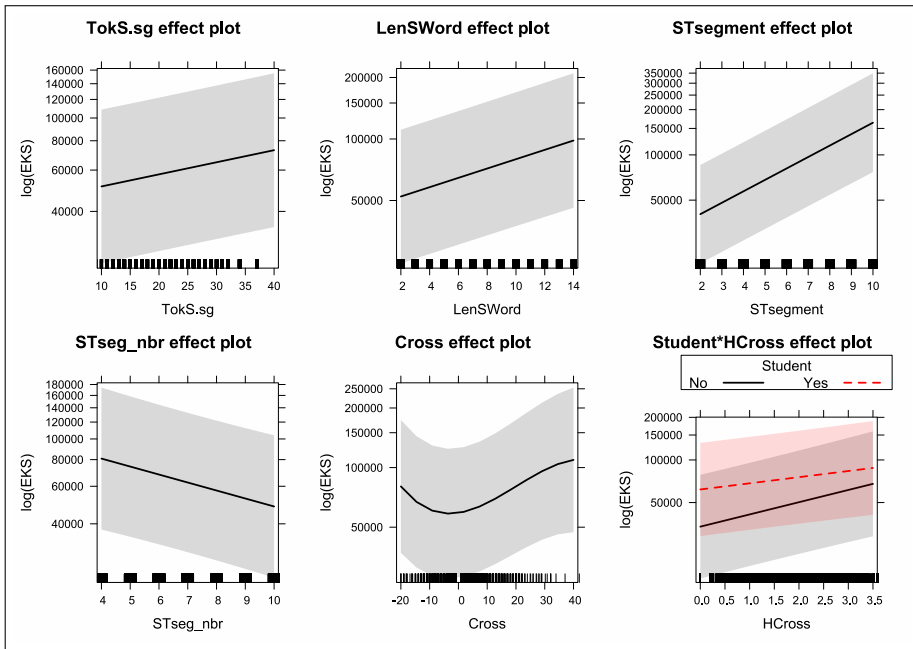 TokS.sg effect plot
log(EKS)
160000
140000
120000
100000
80000
60000
40000
10 15 20 25 30 35 40
TokS.sg
LenSWord effect plot
log(EKS)
200000
150000
100000
50000
2 4 6 8 10 12 14
LenSWord
STsegment effect plot
log(EKS)
350000
300000
250000
200000
150000
100000
50000
2 3 4 5 6 7 8 9 10
STsegment
STseg_nbr effect plot
log(EKS)
180000
160000
140000
120000
100000
80000
60000
40000
4 5 6 7 8 9 10
STseg_nbr
Cross effect plot
log(EKS)
250000
200000
150000
100000
50000
-20 -10 0 10 20 30 40
Cross
Student*HCross effect plot
Student
No Yes
log(EKS)
200000
150000
100000
50000
0.0 0.5 1.0 1.5 2.0 2.5 3.0 3.5
HCross